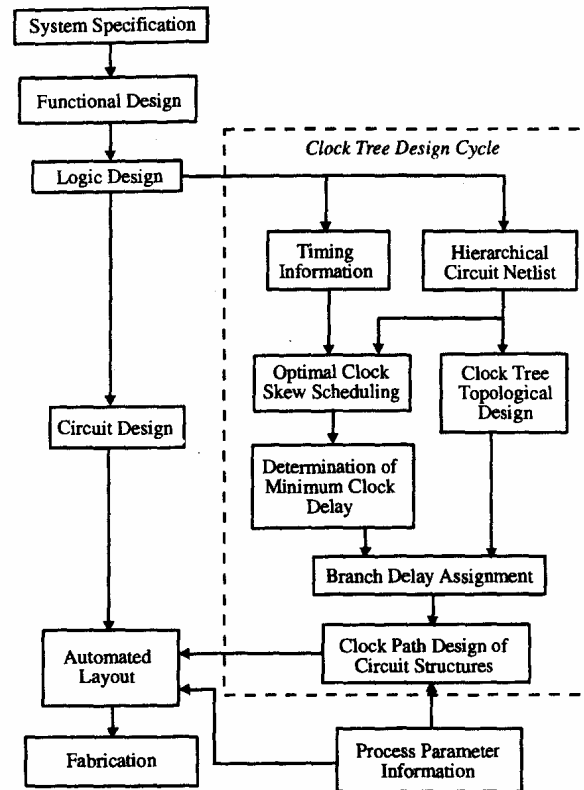 System Specification
Functional Design
Clock Tree Design Cycle
Logic Design
Timing
Information
Hierarchical
Circuit Netlist
Optimal Clock
Skew Scheduling
Clock Tree
Topological
Design
Circuit Design
Determination of
Minimum Clock
Delay
Branch Delay Assignment
Automated
Layout
Clock Path Design of
Circuit Structures
Fabrication
Process Parameter
Information